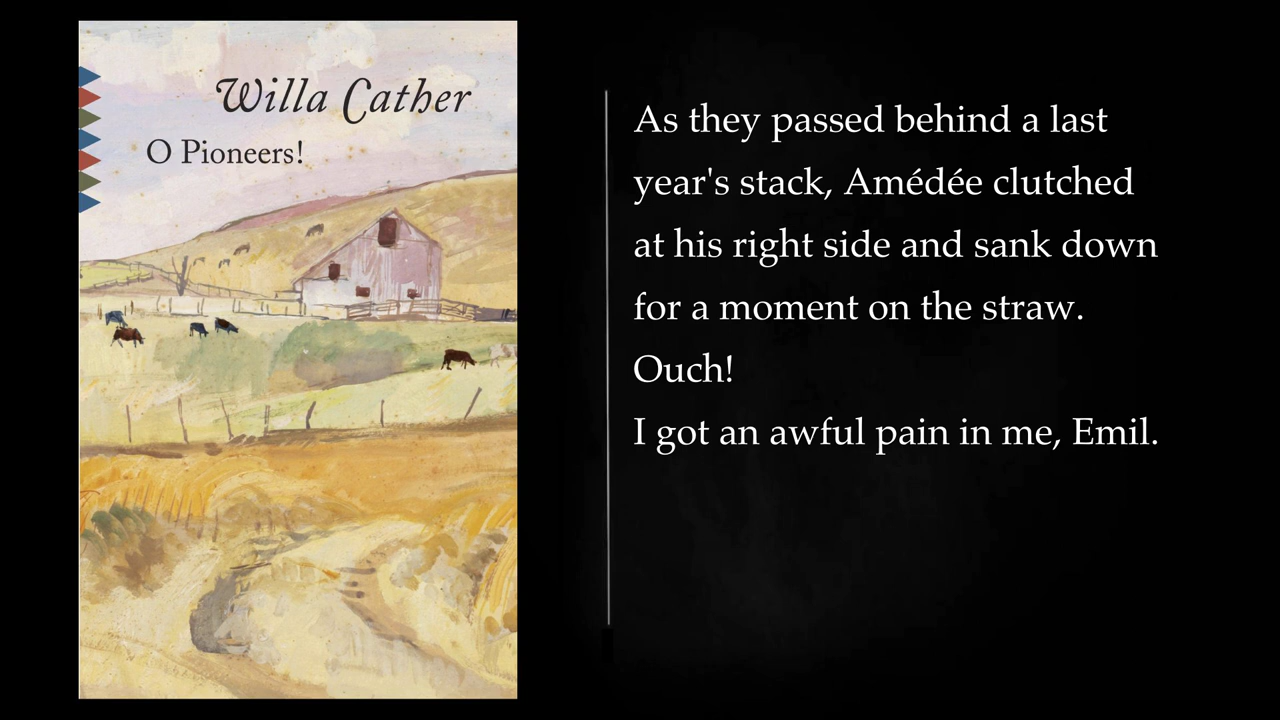 Willa Cather
O Pioneers!
As they passed behind a last
year's stack, Amédée clutched
at his right side and sank down
for a moment on the straw.
Ouch!
I got an awful pain in me, Emil.